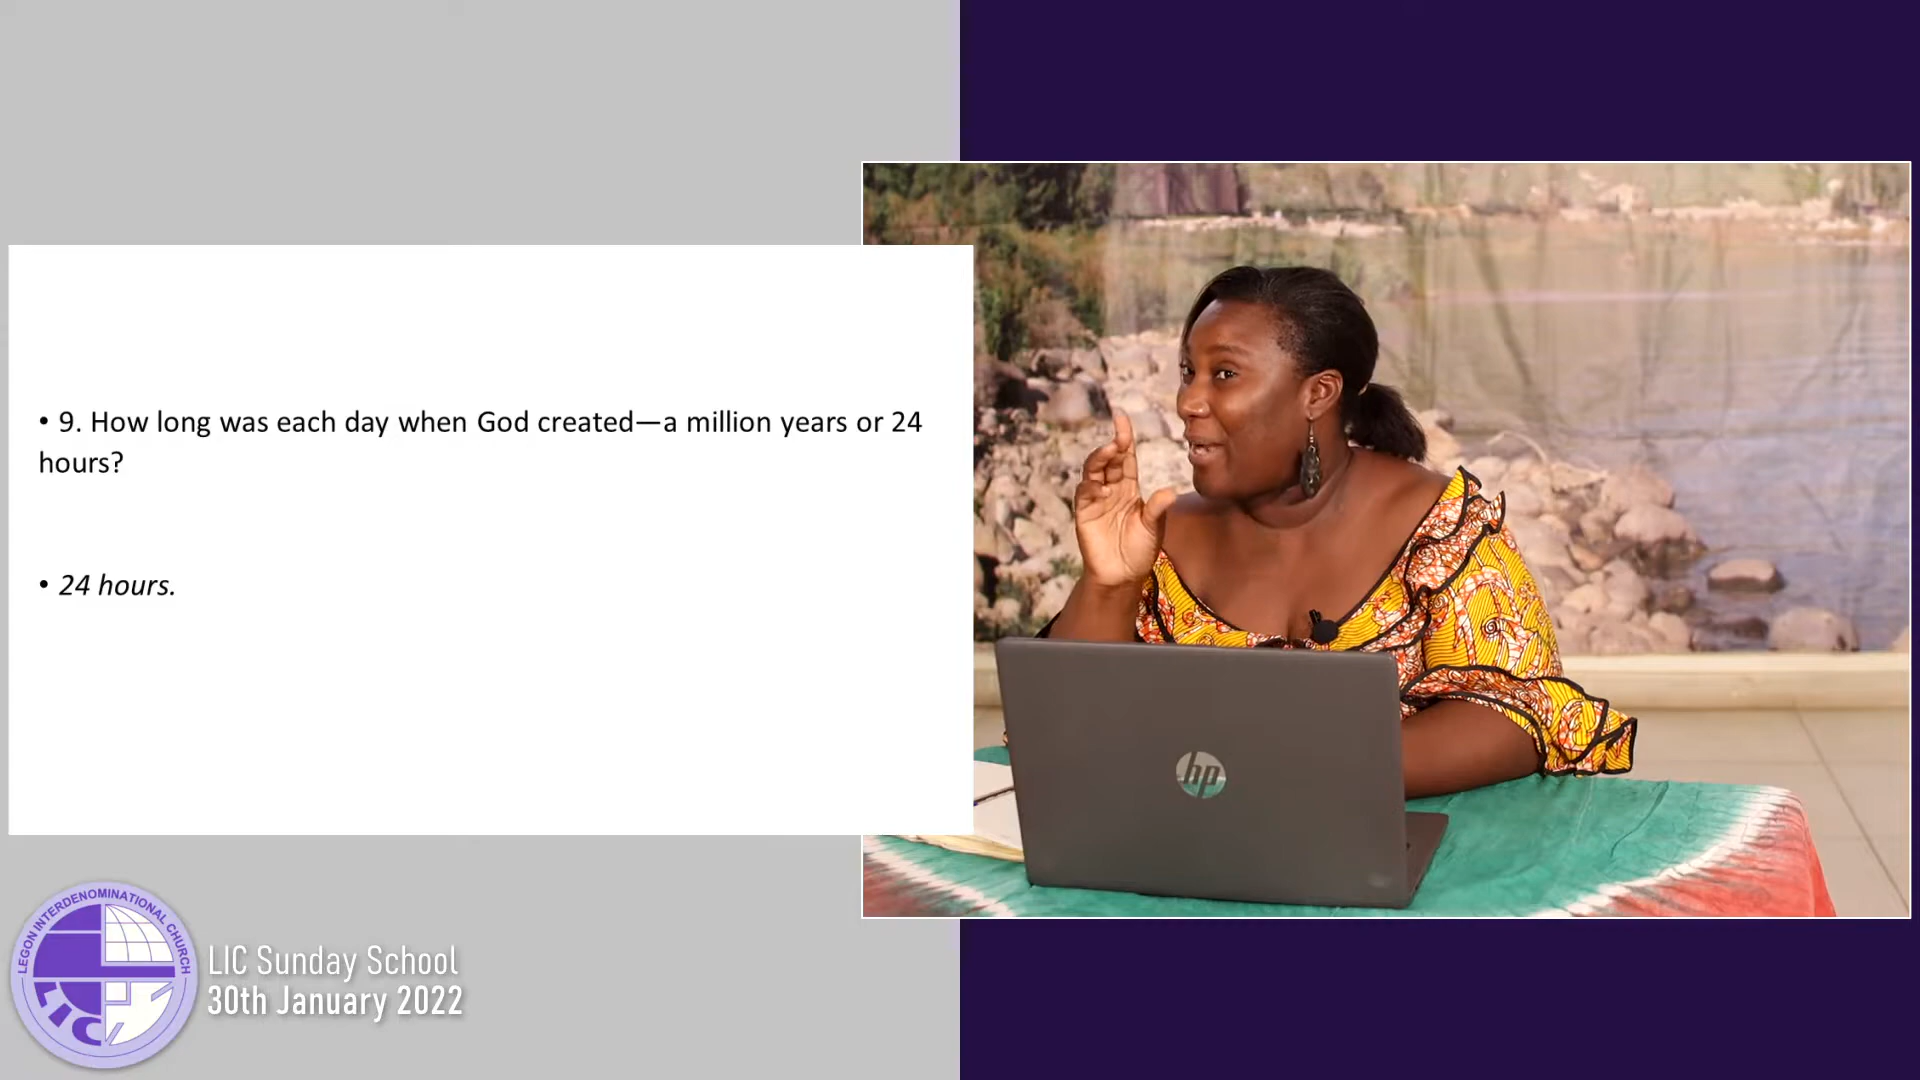 • 9. How long was each day when God created—a million years or 24
hours?
• 24 hours.
hp
LEGON INTERDENOMINATIONAL CHURCH
LIC
LIC Sunday School
30th January 2022